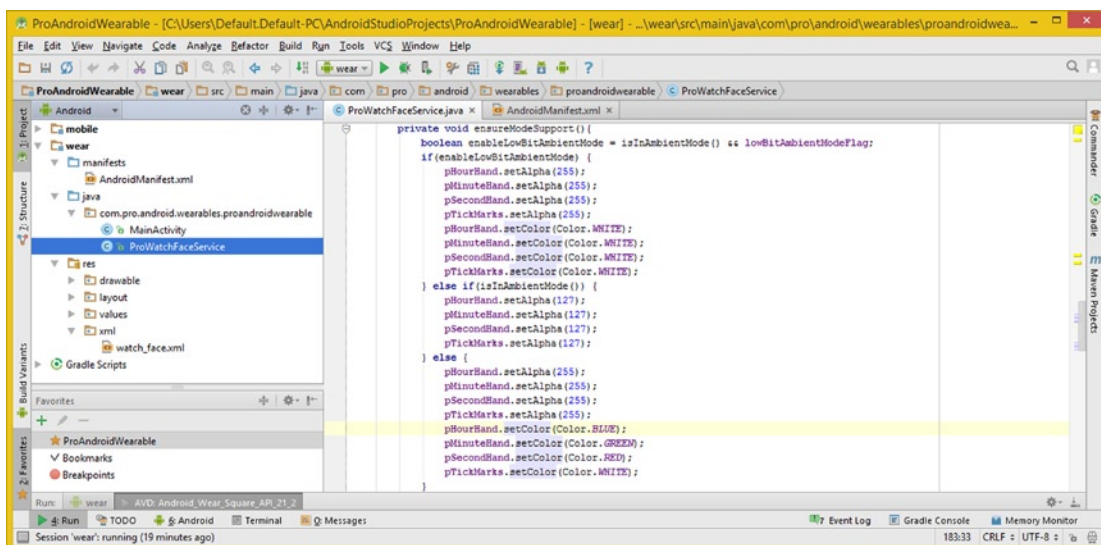 ProAndroidWearable - [C:\Users\Default.Default-PC\AndroidStudioProjects\ProAndroidWearable] - [wear] - ...\wear\src\main\java\com\pro\android\wearables\proandroidwea...
File Edit View Navigate Code Analyze Refactor Build Run Tools VCS Window Help
wear
ProAndroidWearable wear src main java com pro android wearables proandroidwearable ProWatchFaceService
1: Project
2: Structure
Build Variants
2: Favorites
Android
mobile
wear
manifests
AndroidManifest.xml
java
com.pro.android.wearables.proandroidwearable
MainActivity
ProWatchFaceService
res
drawable
layout
values
xml
watch_face.xml
Gradle Scripts
Favorites
ProAndroidWearable
Bookmarks
Breakpoints
ProWatchFaceService.java AndroidManifest.xml
private void ensureModeSupport(){
boolean enableLowBitAmbientMode = isInAmbientMode() && lowBitAmbientModeFlag;
if(enableLowBitAmbientMode) {
pHourHand.setAlpha(255);
pMinuteHand.setAlpha(255);
pSecondHand.setAlpha(255);
pTickMarks.setAlpha(255);
pHourHand.setColor(Color.WHITE);
pMinuteHand.setColor(Color.WHITE);
pSecondHand.setColor(Color.WHITE);
pTickMarks.setColor(Color.WHITE);
} else if(isInAmbientMode()) {
pHourHand.setAlpha(127);
pMinuteHand.setAlpha(127);
pSecondHand.setAlpha(127);
pTickMarks.setAlpha(127);
} else {
pHourHand.setAlpha(255);
pMinuteHand.setAlpha(255);
pSecondHand.setAlpha(255);
pTickMarks.setAlpha(255);
pHourHand.setColor(Color.BLUE);
pMinuteHand.setColor(Color.GREEN);
pSecondHand.setColor(Color.RED);
pTickMarks.setColor(Color.WHITE);
}
Commander
Gradle
Maven Projects
Run: wear AVD: Android_Wear_Square_API_21_2
4: Run TODO 6: Android Terminal 0: Messages 7 Event Log Gradle Console Memory Monitor
Session 'wear': running (19 minutes ago) 183:33 CRLF UTF-8